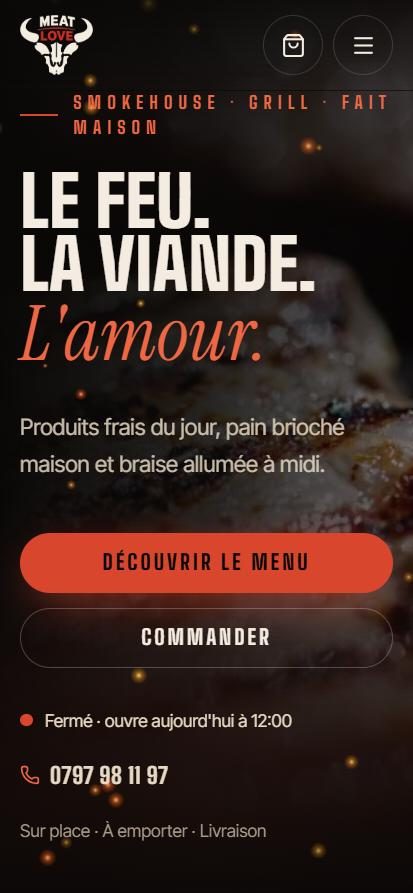 MEAT
LOVE
SMOKEHOUSE · GRILL · FAIT
MAISON
LE FEU.
LA VIANDE.
L'amour.
Produits frais du jour, pain brioché
maison et braise allumée à midi.
DÉCOUVRIR LE MENU
COMMANDER
Fermé · ouvre aujourd'hui à 12:00
0797 98 11 97
Sur place · À emporter · Livraison